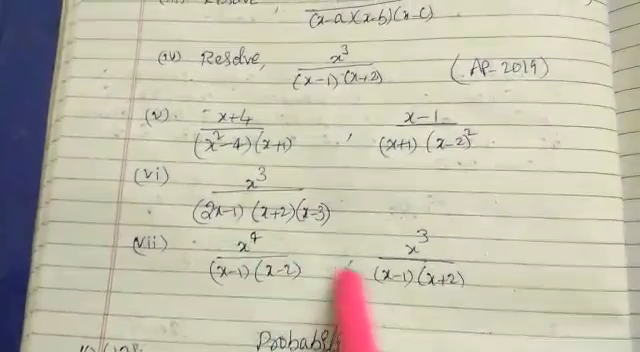 (x-a)(x-b)(x-c)
(iv) Resolve, x³/(x-1)(x+2) (AP-2019)
(v). x+4/(x²-4)(x+1) , x-1/(x+1)(x-2)²
(vi) x³/(2x-1)(x+2)(x-3)
(vii) x⁴/(x-1)(x-2) , x³/(x-1)(x+2)